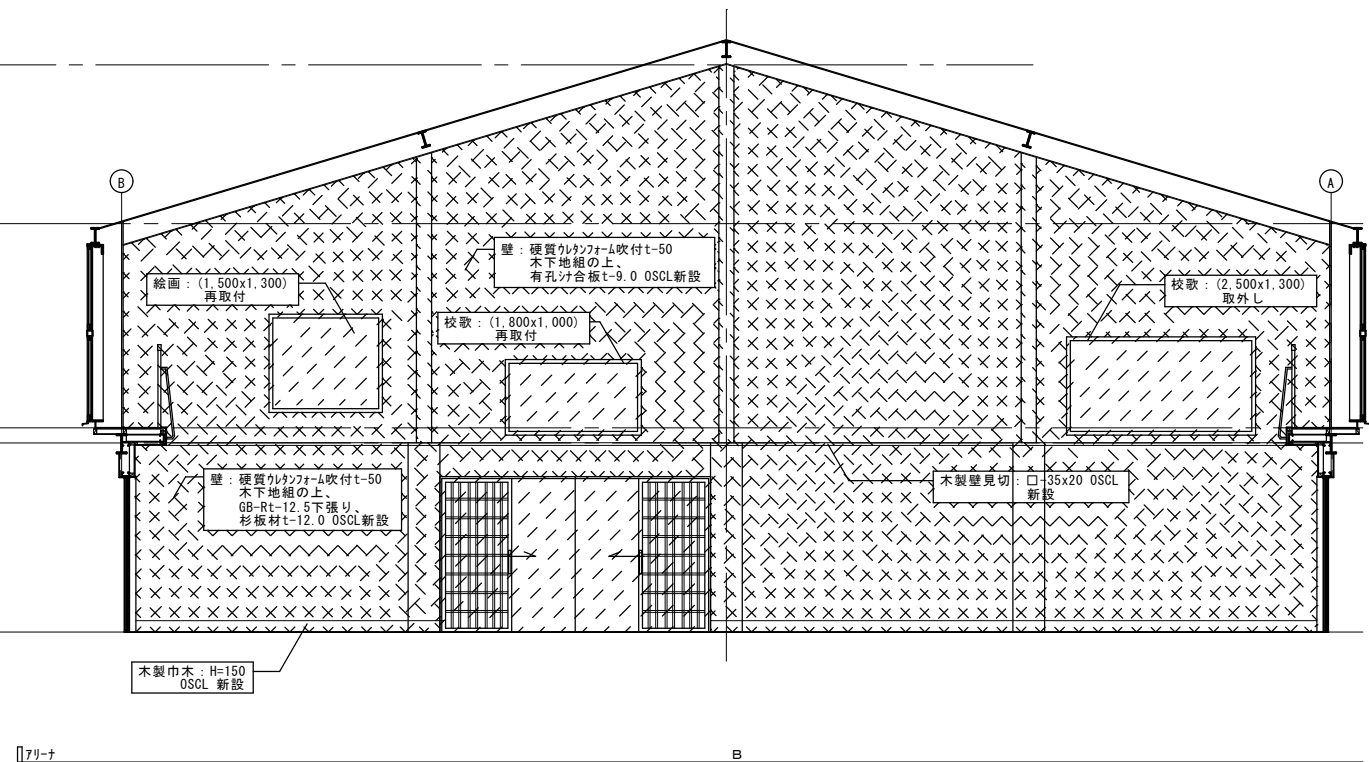 B
A
壁：硬質ウレタンフォーム吹付t-50
木下地組の上、
有孔シナ合板t-9.0 OSCL新設
絵画：(1,500x1,300)
再取付
校歌：(2,500x1,300)
取外し
校歌：(1,800x1,000)
再取付
壁：硬質ウレタンフォーム吹付t-50
木下地組の上、
GB-Rt-12.5下張り、
杉板材t-12.0 OSCL新設
木製壁見切：□-35x20 OSCL
新設
木製巾木：H=150
OSCL 新設
アリーナ
B